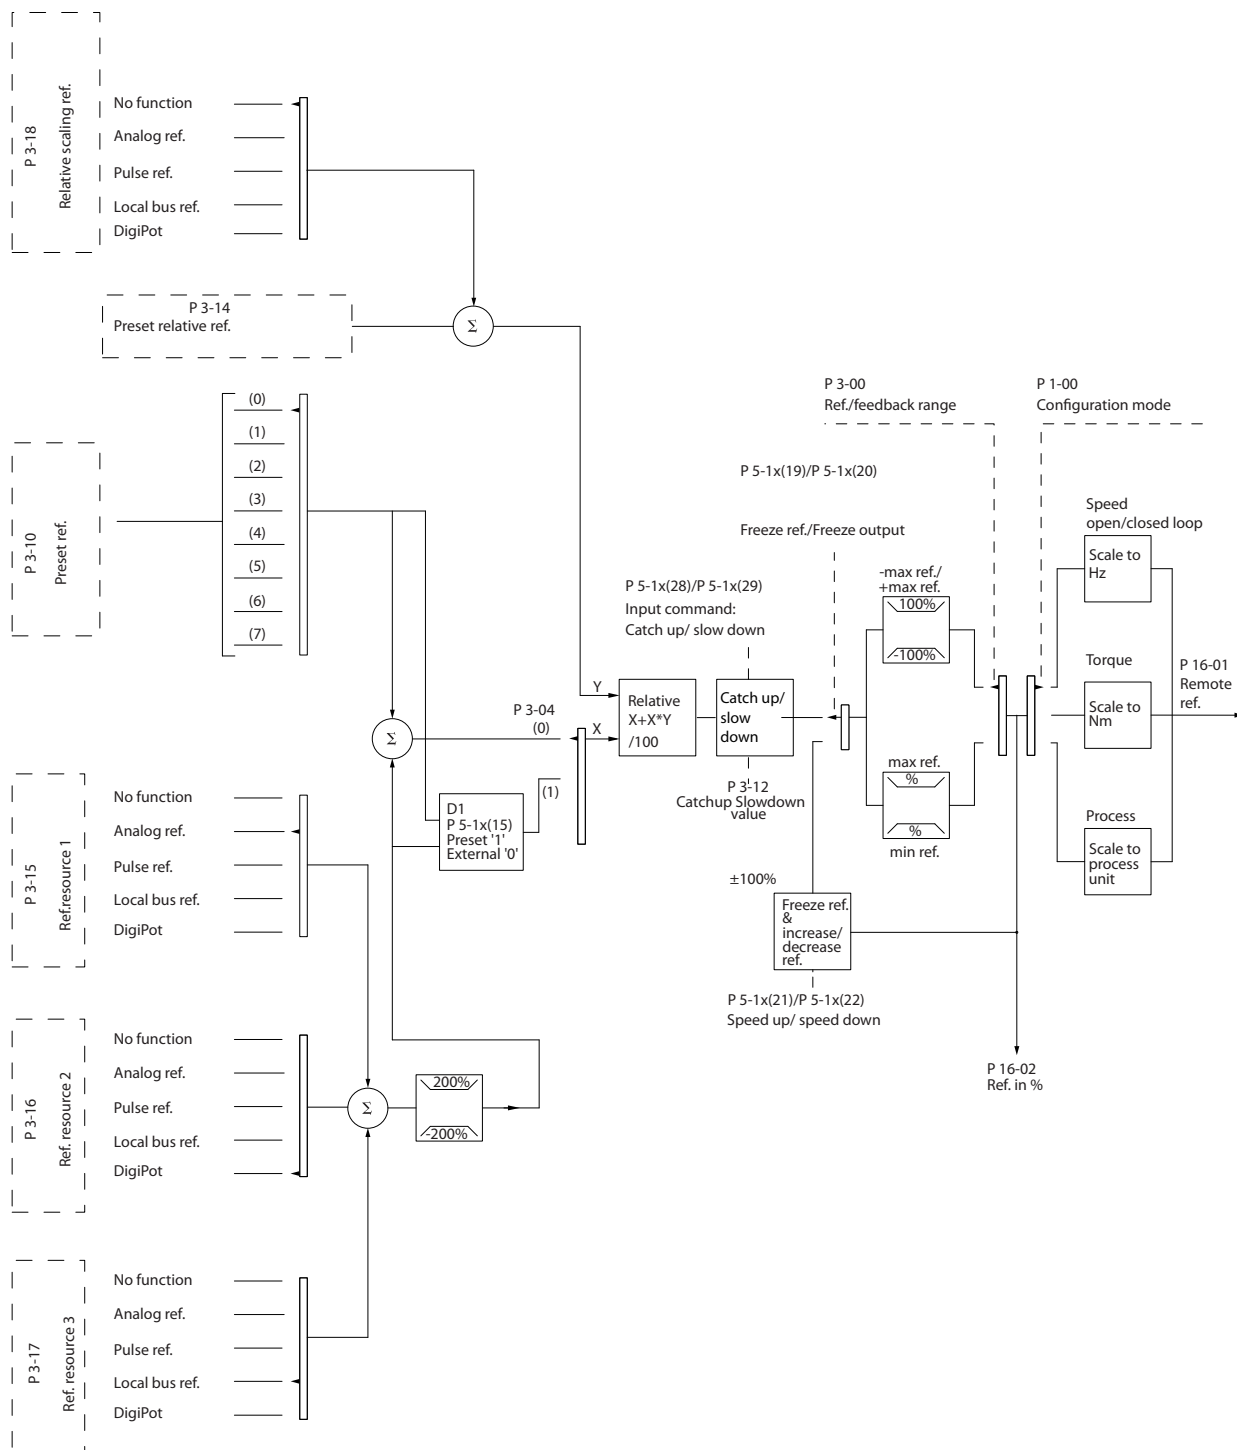 P 3-18
Relative scaling ref.
No function
Analog ref.
Pulse ref.
Local bus ref.
DigiPot
P 3-14
Preset relative ref.
Σ
P 3-10
Preset ref.
(0)
(1)
(2)
(3)
(4)
(5)
(6)
(7)
P 3-00
Ref./feedback range
P 1-00
Configuration mode
P 5-1x(19)/P 5-1x(20)
Freeze ref./Freeze output
P 5-1x(28)/P 5-1x(29)
Input command:
Catch up/ slow down
-max ref./
+max ref.
100%
-100%
Speed
open/closed loop
Scale to
Hz
Torque
Scale to
Nm
P 16-01
Remote
ref.
Y
X
Relative
X+X*Y
/100
Catch up/
slow
down
P 3-04
(0)
(1)
Σ
P 3-12
Catchup Slowdown
value
max ref.
%
%
min ref.
Process
Scale to
process
unit
D1
P 5-1x(15)
Preset '1'
External '0'
±100%
Freeze ref.
&
increase/
decrease
ref.
P 5-1x(21)/P 5-1x(22)
Speed up/ speed down
P 16-02
Ref. in %
P 3-15
Ref.resource 1
No function
Analog ref.
Pulse ref.
Local bus ref.
DigiPot
P 3-16
Ref. resource 2
No function
Analog ref.
Pulse ref.
Local bus ref.
DigiPot
Σ
200%
-200%
P 3-17
Ref. resource 3
No function
Analog ref.
Pulse ref.
Local bus ref.
DigiPot